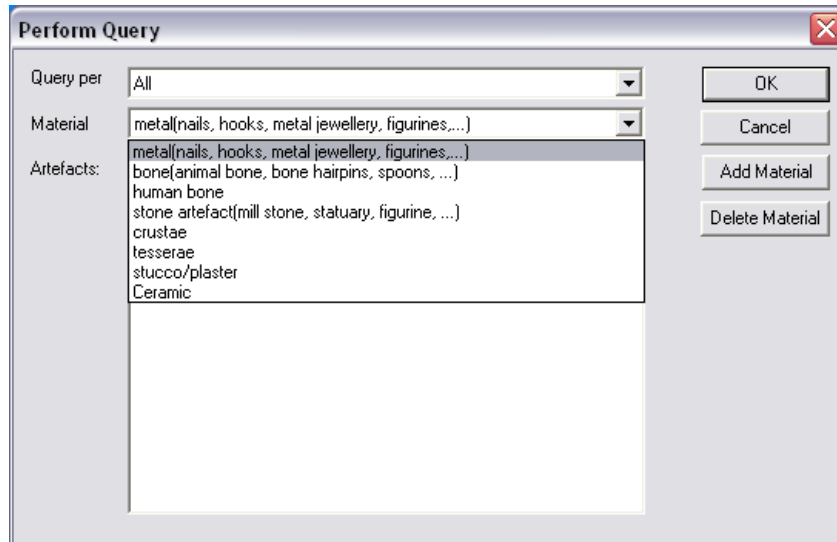 Perform Query
Query per
All
OK
Material
metal(nails, hooks, metal jewellery, figurines,...)
Cancel
Artefacts:
metal(nails, hooks, metal jewellery, figurines,...)
bone(animal bone, bone hairpins, spoons, ...)
human bone
stone artefact(mill stone, statuary, figurine, ...)
crustae
tesserae
stucco/plaster
Ceramic
Add Material
Delete Material